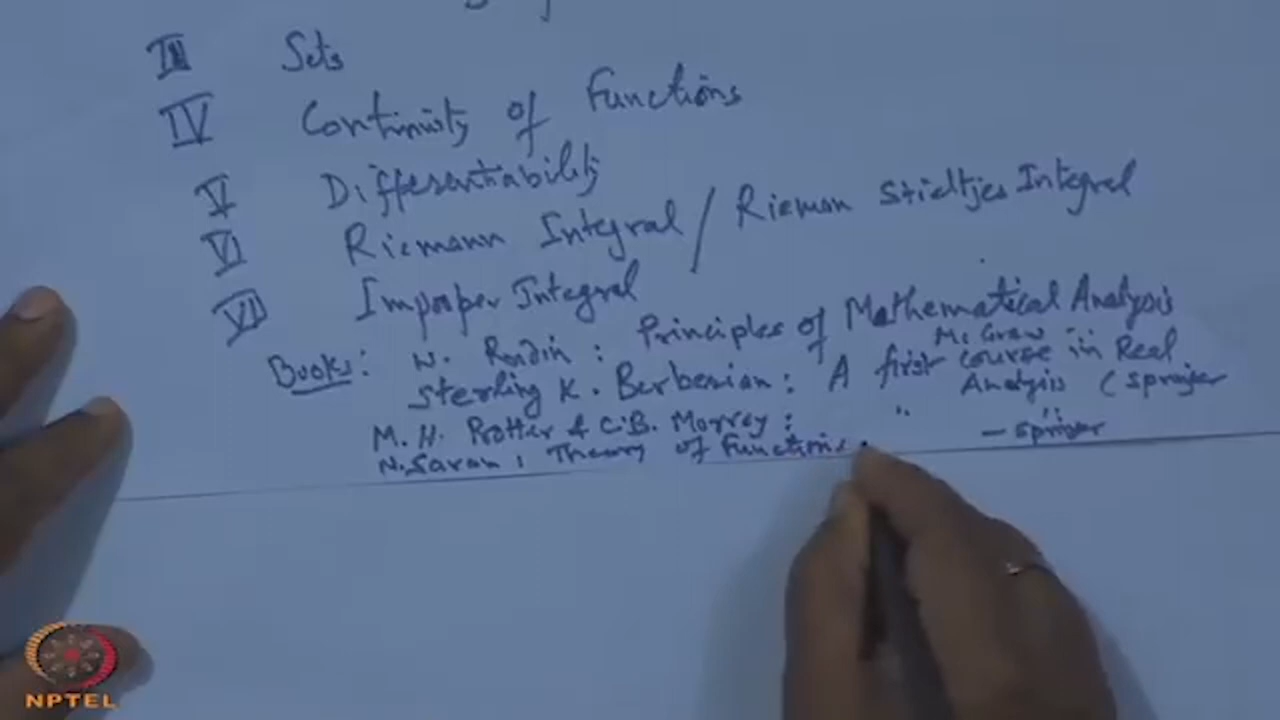 III Sets
IV Continuity of Functions
V Differentiability
VI Riemann Integral / Rieman Stieltjes Integral
VII Improper Integral
Books: W. Rudin : Principles of Mathematical Analysis
Mc Graw
Sterling K. Berberian : A first course in Real
Analysis (Springer
M. H. Protter & C.B. Morrey : " "
— Springer
N. Saran : Theory of Functions
NPTEL